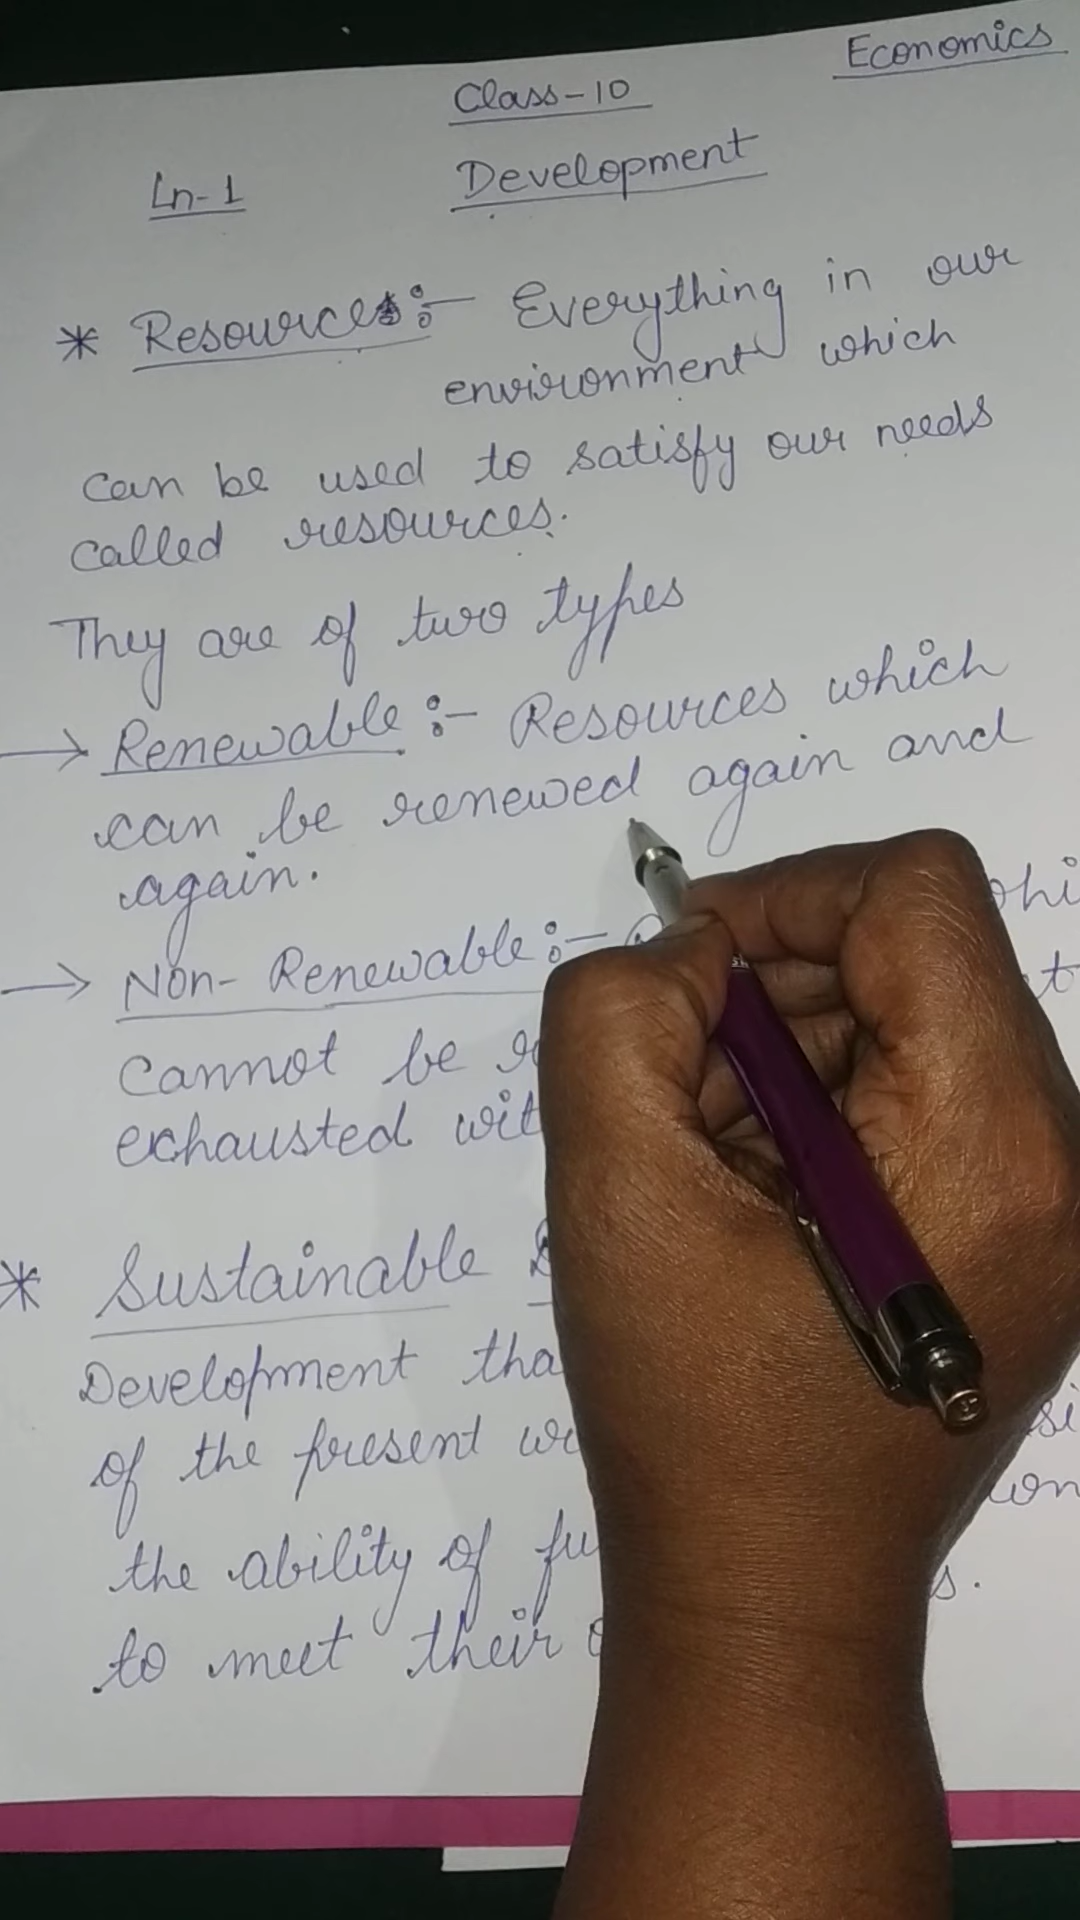 Economics
Class-10
Ln-1 Development
* Resources:- Everything in our
environment which
can be used to satisfy our needs
called resources.
They are of two types
→ Renewable:- Resources which
can be renewed again and
again.
→ Non-Renewable:-
cannot be
exhausted
* Sustainable
Development
of the present
the ability of
to meet their